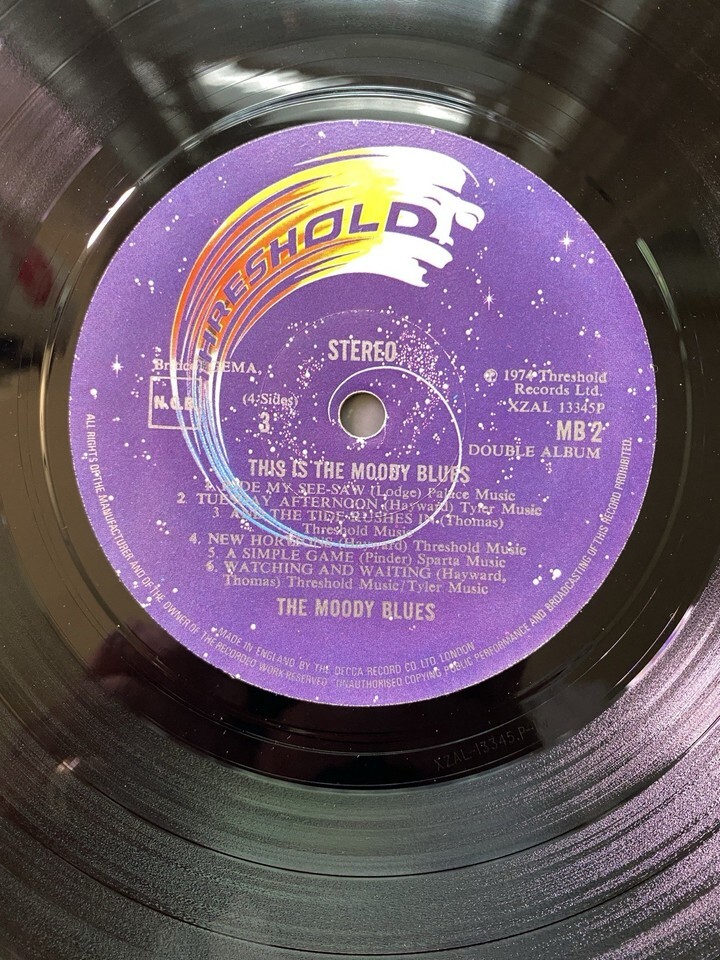 THRESHOLD
STEREO
GEMA.
N.C.B.
(4-Sides)
3
℗ 1974 Threshold
Records Ltd.
XZAL 13345P
MB 2
DOUBLE ALBUM
THIS IS THE MOODY BLUES
1. RIDE MY SEE-SAW (Lodge) Palace Music
2. TUESDAY AFTERNOON (Hayward) Tyler Music
3. AND THE TIDE RUSHES IN (Thomas)
Threshold Music
4. NEW HORIZONS (Hayward) Threshold Music
5. A SIMPLE GAME (Pinder) Sparta Music
6. WATCHING AND WAITING (Hayward,
Thomas) Threshold Music/Tyler Music
THE MOODY BLUES
ALL RIGHTS OF THE MANUFACTURER AND OF THE OWNER OF THE RECORDED WORK RESERVED UNAUTHORISED COPYING PUBLIC PERFORMANCE AND BROADCASTING OF THIS RECORD PROHIBITED.
MADE IN ENGLAND BY THE DECCA RECORD CO. LTD. LONDON
XZAL-13345.P-